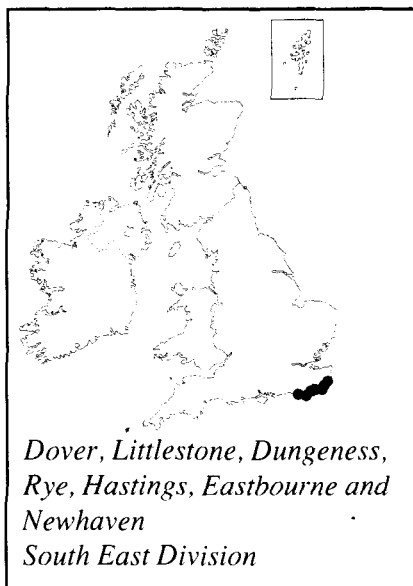 Dover, Littlestone, Dungeness,
Rye, Hastings, Eastbourne and
Newhaven
South East Division